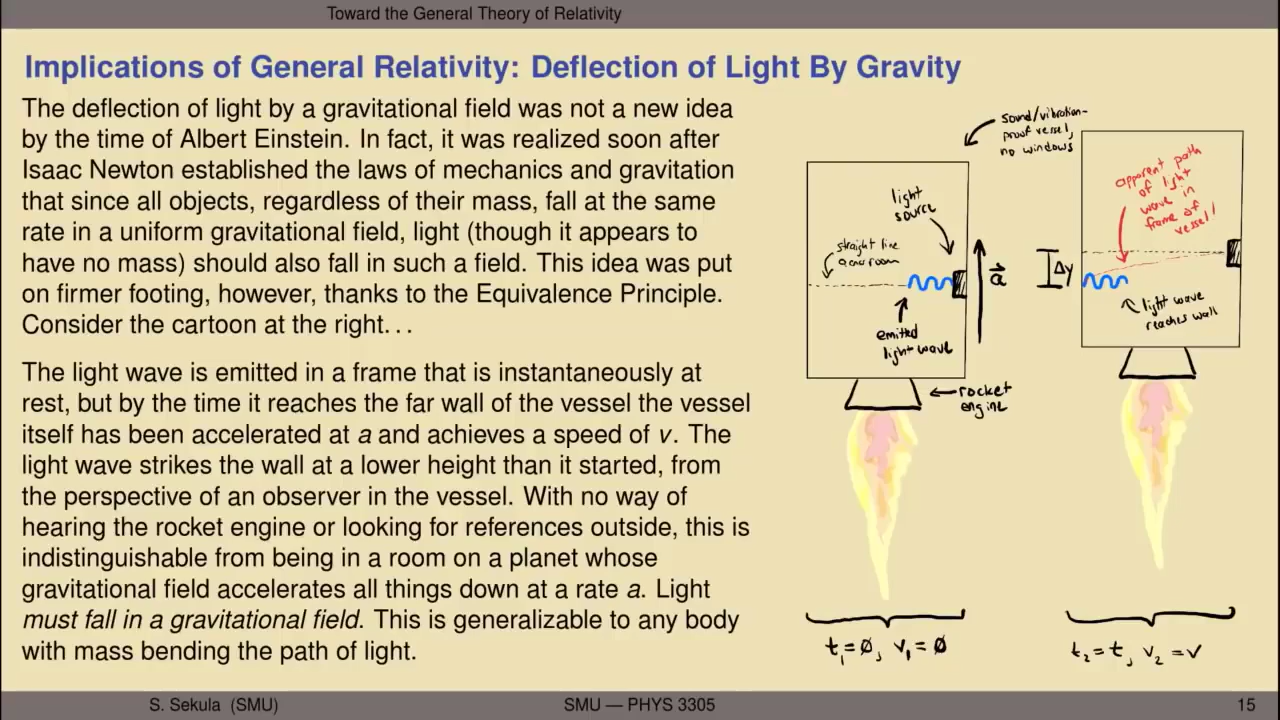 Toward the General Theory of Relativity
Implications of General Relativity: Deflection of Light By Gravity
The deflection of light by a gravitational field was not a new idea
by the time of Albert Einstein. In fact, it was realized soon after
Isaac Newton established the laws of mechanics and gravitation
that since all objects, regardless of their mass, fall at the same
rate in a uniform gravitational field, light (though it appears to
have no mass) should also fall in such a field. This idea was put
on firmer footing, however, thanks to the Equivalence Principle.
Consider the cartoon at the right...
The light wave is emitted in a frame that is instantaneously at
rest, but by the time it reaches the far wall of the vessel the vessel
itself has been accelerated at a and achieves a speed of v. The
light wave strikes the wall at a lower height than it started, from
the perspective of an observer in the vessel. With no way of
hearing the rocket engine or looking for references outside, this is
indistinguishable from being in a room on a planet whose
gravitational field accelerates all things down at a rate a. Light
must fall in a gravitational field. This is generalizable to any body
with mass bending the path of light.
sound/vibration-
proof vessel,
no windows
light
source
straight line
across room
a⃗
emitted
light wave
rocket
engine
t₁=0, v₁=0
apparent path
of light
wave in
frame of
vessel!
Δy
light wave
reaches wall
t₂=t, v₂=v
S. Sekula (SMU)
SMU — PHYS 3305
15